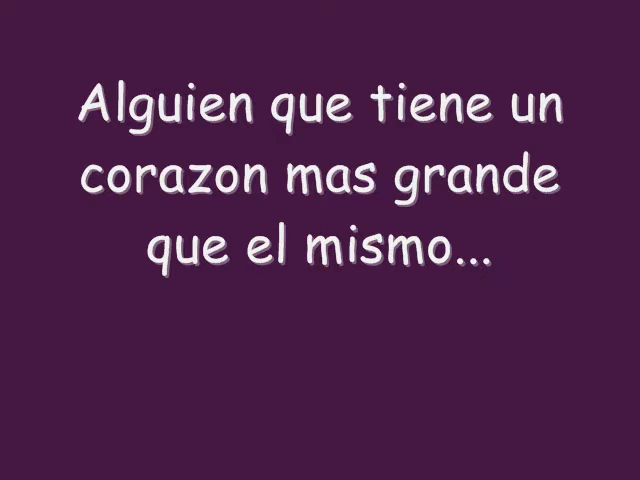 Alguien que tiene un
corazon mas grande
que el mismo...